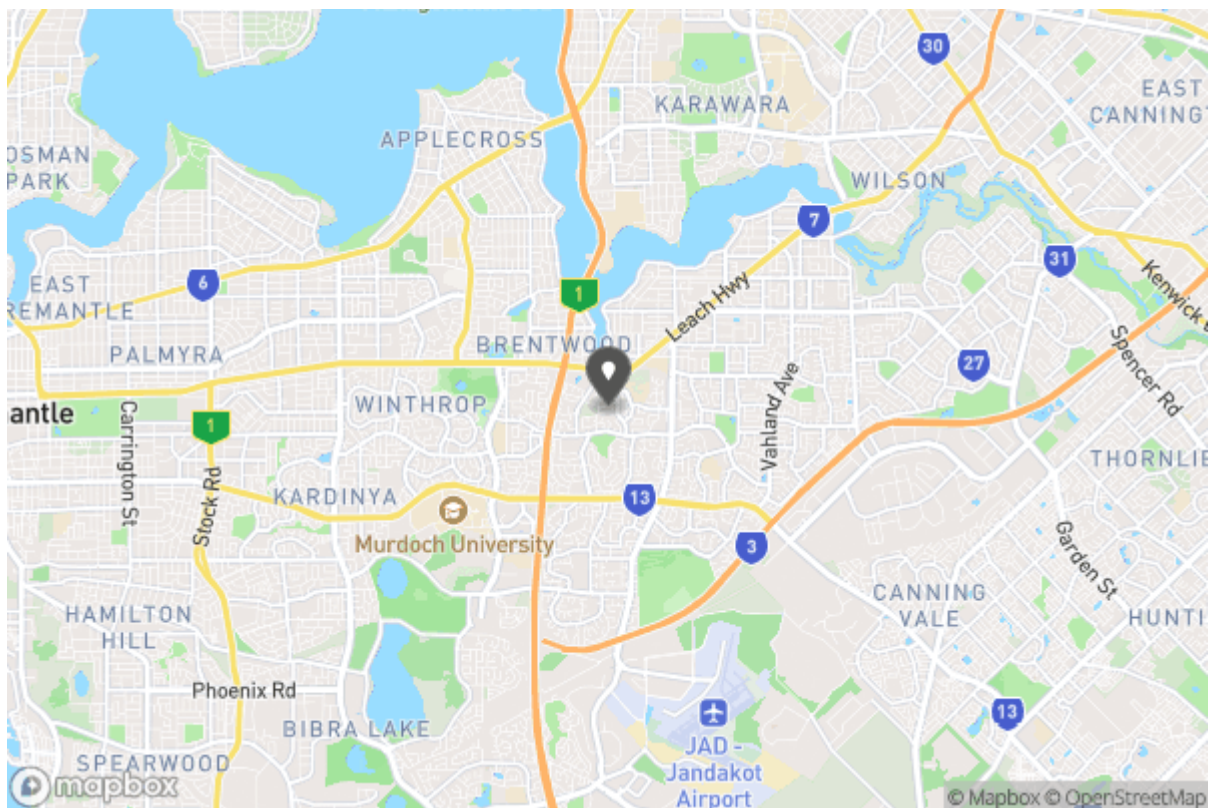 30
KARAWARA
EAST
CANNINGT
APPLECROSS
OSMAN
PARK
WILSON
7
31
6
EAST
REMANTLE
1
Kenwick
Leach Hwy
BRENTWOOD
PALMYRA
Spencer Rd
27
Vahland Ave
WINTHROP
antle
Carrington St
1
THORNLIE
Stock Rd
KARDINYA
13
Murdoch University
3
Garden St
CANNING
VALE
HAMILTON
HILL
HUNTI
Phoenix Rd
BIBRA LAKE
13
JAD -
Jandakot
Airport
SPEARWOOD
mapbox
© Mapbox © OpenStreetMap